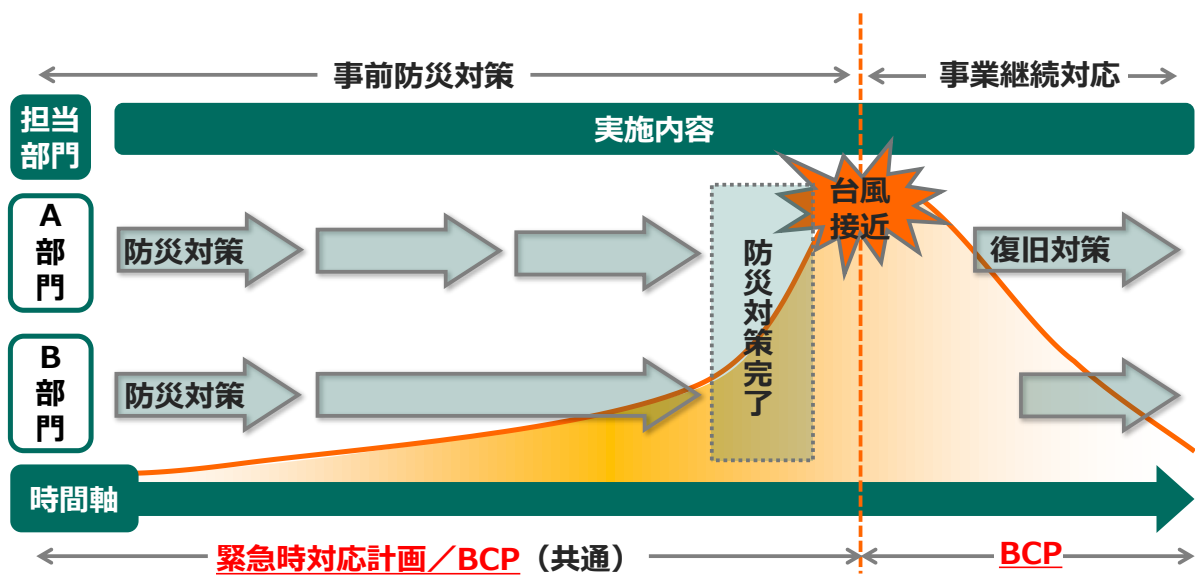 事前防災対策
事業継続対応
担当
部門
実施内容
A
部
門
防災対策
防災対策完了
台風
接近
復旧対策
B
部
門
防災対策
時間軸
緊急時対応計画／BCP（共通）
BCP